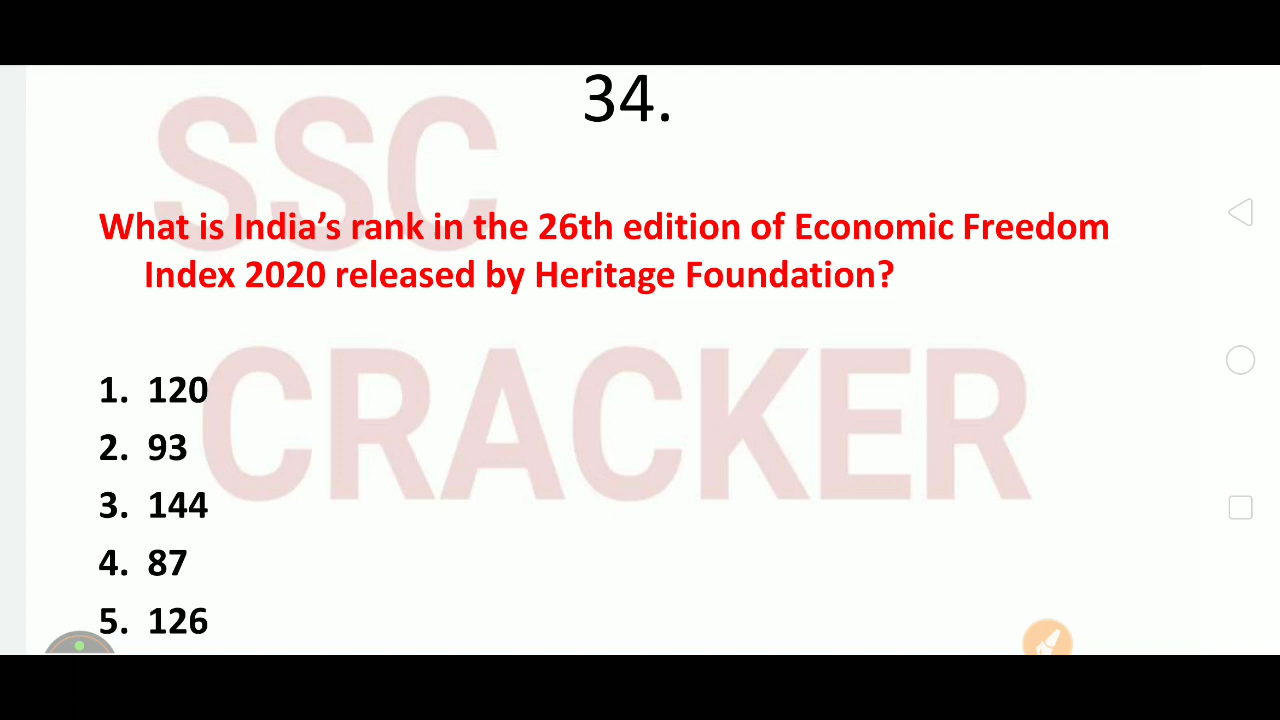 34.
SSC
What is India’s rank in the 26th edition of Economic Freedom
Index 2020 released by Heritage Foundation?
CRACKER
1. 120
2. 93
3. 144
4. 87
5. 126